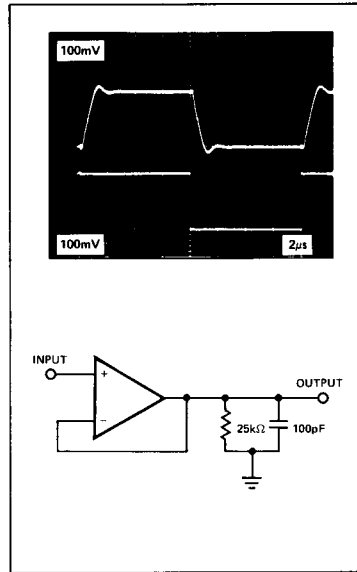 100mV
100mV
2µs
INPUT
+
−
OUTPUT
25kΩ
100pF